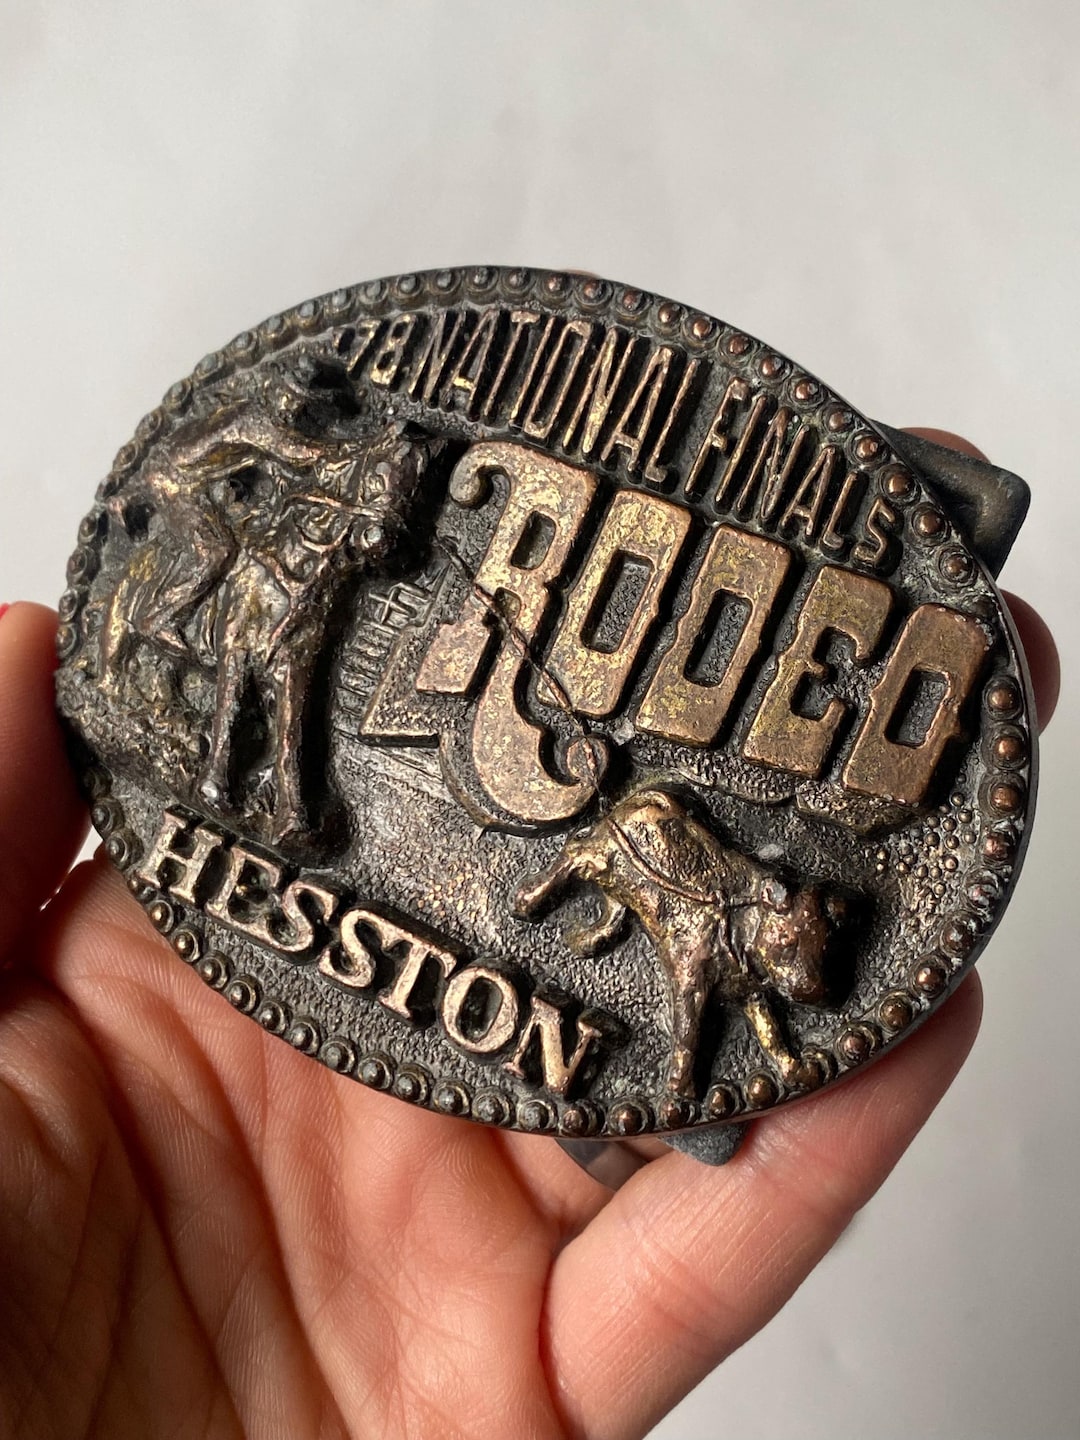 '78 NATIONAL FINALS
RODEO
HESSTON